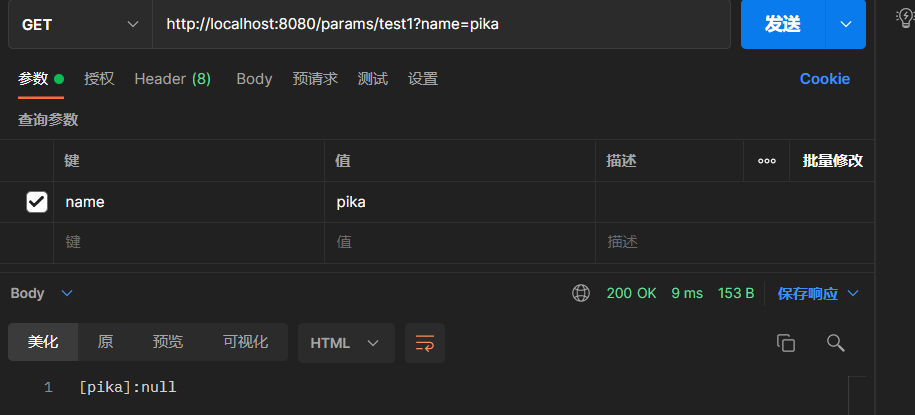 GET http://localhost:8080/params/test1?name=pika 发送
参数 授权 Header (8) Body 预请求 测试 设置 Cookie
查询参数
键 值 描述 批量修改
name pika
键 值 描述
Body 200 OK 9 ms 153 B 保存响应
美化 原 预览 可视化 HTML
1 [pika]:null